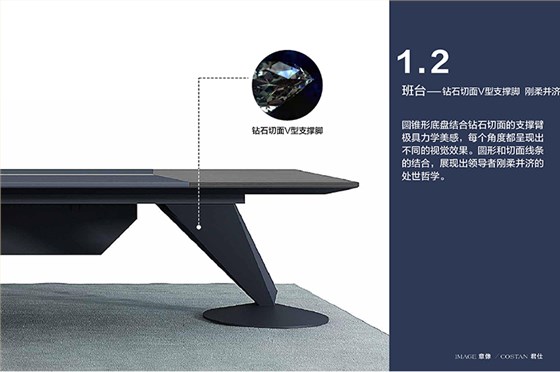 1.2
班台—钻石切面V型支撑脚 刚柔并济
钻石切面V型支撑脚
圆锥形底盘结合钻石切面的支撑臂
极具力学美感，每个角度都呈现出
不同的视觉效果。圆形和切面线条
的结合，展现出领导者刚柔并济的
处世哲学。
IMAGE 意像 / COSTAN 君仕